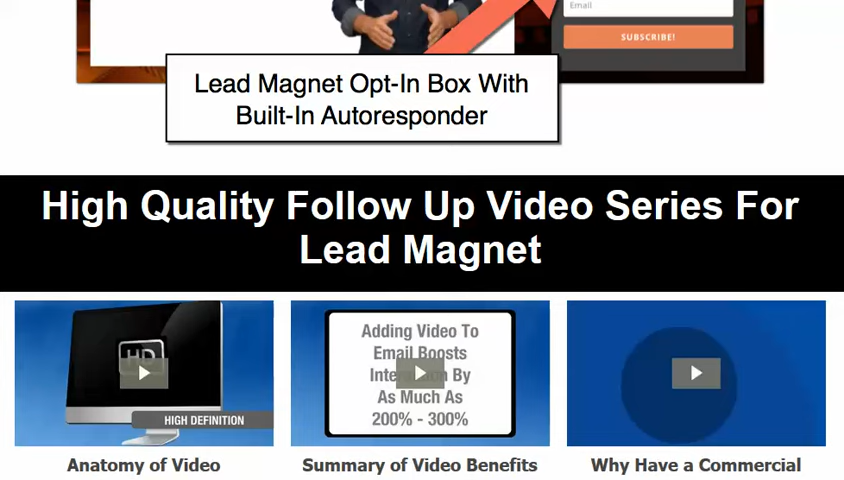 Email
SUBSCRIBE!
Lead Magnet Opt-In Box With
Built-In Autoresponder
High Quality Follow Up Video Series For
Lead Magnet
HD
HIGH DEFINITION
Adding Video To
Email Boosts
Interaction By
As Much As
200% - 300%
Anatomy of Video
Summary of Video Benefits
Why Have a Commercial